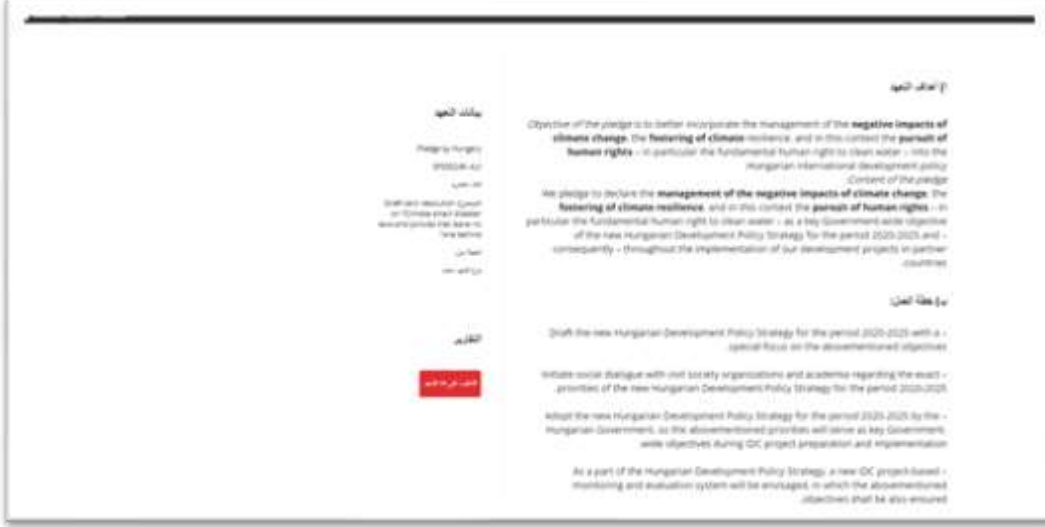 أ) أهداف التعهد
Objective of the pledge is to better incorporate the management of the negative impacts of
climate change, the fostering of climate resilience, and in this context the pursuit of
human rights – in particular the fundamental human right to clean water – into the
Hungarian international development policy
:Content of the pledge
We pledge to declare the management of the negative impacts of climate change, the
fostering of climate resilience, and in this context the pursuit of human rights – in
particular the fundamental human right to clean water – as a key Government-wide objective
of the new Hungarian Development Policy Strategy for the period 2020-2025 and –
consequently – throughout the implementation of our development projects in partner
.countries
ب) خطة العمل:
Draft the new Hungarian Development Policy Strategy for the period 2020-2025 with a –
.special focus on the abovementioned objectives
Initiate social dialogue with civil society organizations and academia regarding the exact –
.priorities of the new Hungarian Development Policy Strategy for the period 2020-2025
Adopt the new Hungarian Development Policy Strategy for the period 2020-2025 by the –
Hungarian Government, so the abovementioned priorities will serve as key Government-
.wide objectives during IDC project preparation and implementation
As a part of the Hungarian Development Policy Strategy, a new IDC project-based –
monitoring and evaluation system will be envisaged, in which the abovementioned
.objectives shall be also ensured
بيانات التعهد
Pledge by Hungary
التقارير